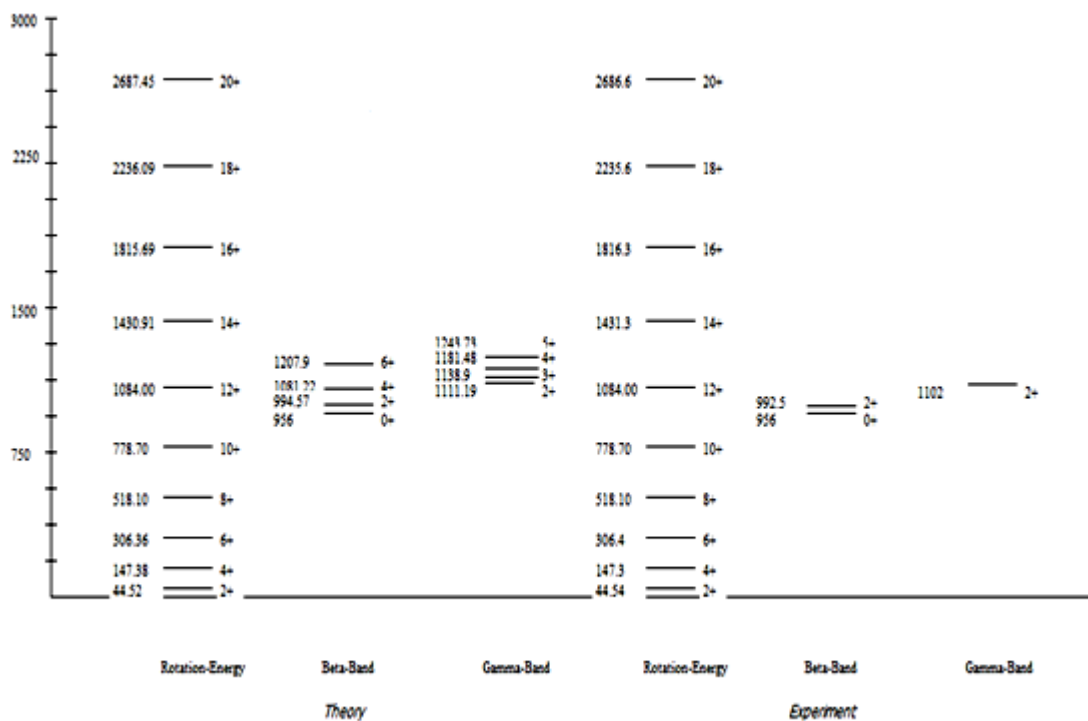 3000
2687.45 20+ 2686.6 20+
2250
2236.09 18+ 2235.6 18+
1815.69 16+ 1816.3 16+
1500
1430.91 14+ 1431.3 14+
1243.73 5+
1207.9 6+ 1181.48 4+
1138.9 3+
1084.00 12+ 1081.22 4+ 1111.19 2+ 1084.00 12+ 1102 2+
994.57 2+ 992.5 2+
956 0+ 956 0+
750
778.70 10+ 778.70 10+
518.10 8+ 518.10 8+
306.36 6+ 306.4 6+
147.38 4+ 147.3 4+
44.52 2+ 44.54 2+
Rotation-Energy Beta-Band Gamma-Band Rotation-Energy Beta-Band Gamma-Band
Theory Experiment